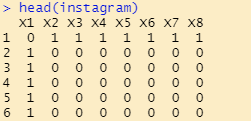 > head(instagram)
X1 X2 X3 X4 X5 X6 X7 X8
1 0 1 1 1 1 1 1 1
2 1 0 0 0 0 0 0 0
3 1 0 0 0 0 0 0 0
4 1 0 0 0 0 0 0 0
5 1 0 0 0 0 0 0 0
6 1 0 0 0 0 0 0 0